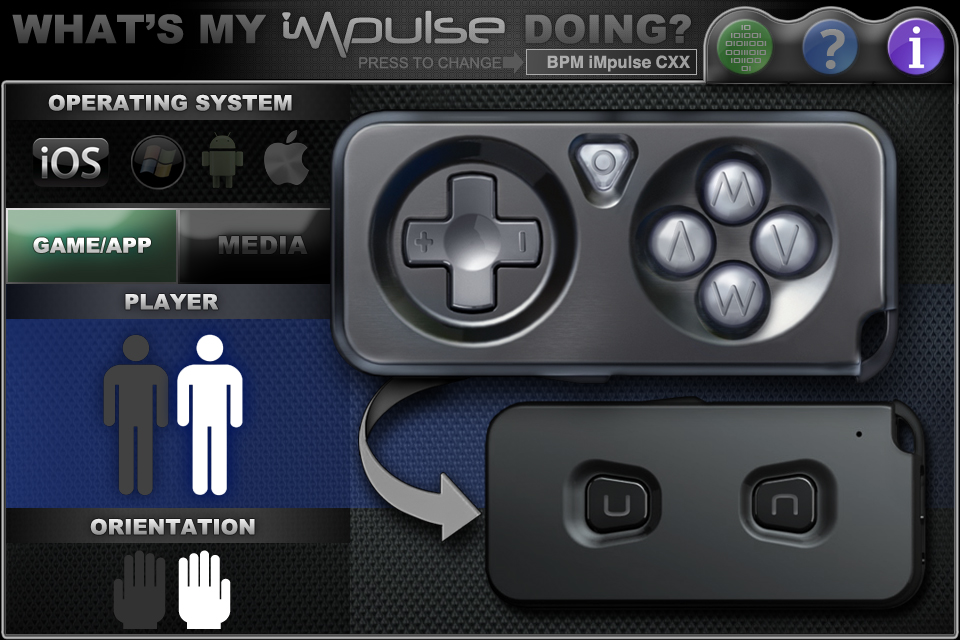 WHAT'S MY iMpulse DOING?
PRESS TO CHANGE
BPM iMpulse CXX
?
i
OPERATING SYSTEM
iOS
GAME/APP
MEDIA
PLAYER
ORIENTATION
+
M
Λ
V
W
u
n